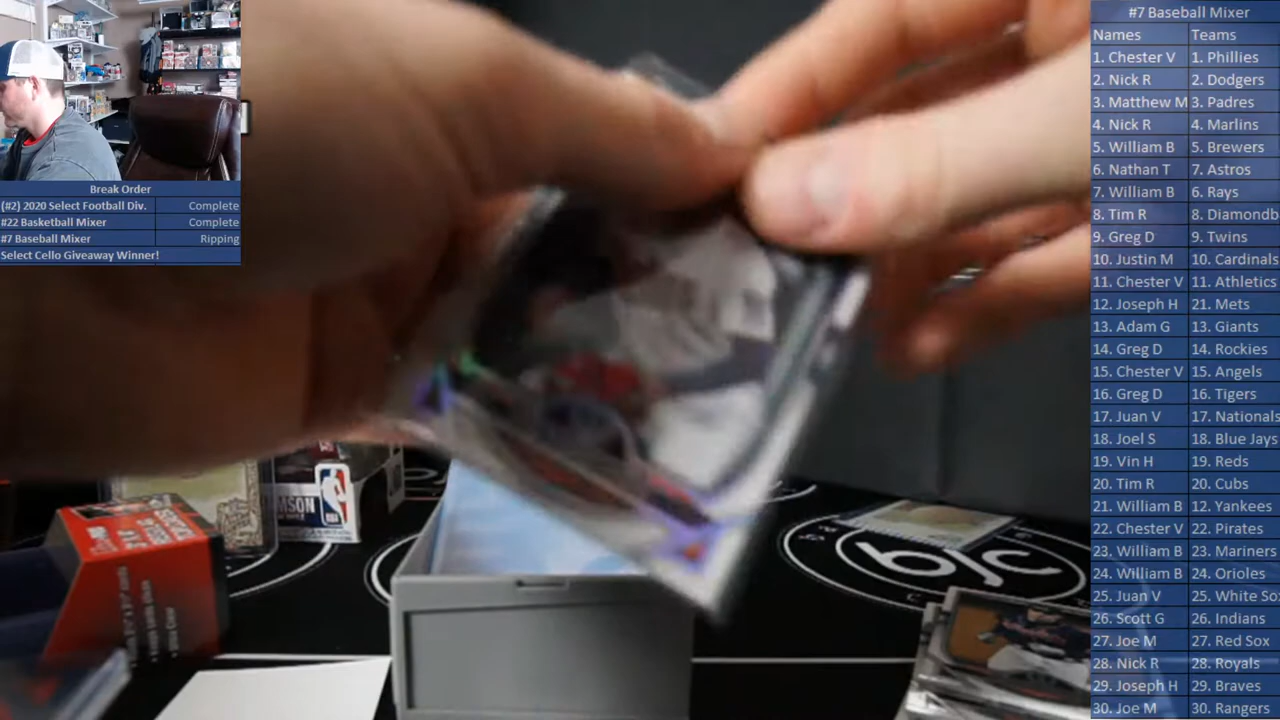 Break Order
(#2) 2020 Select Football Div. Complete
#22 Basketball Mixer Complete
#7 Baseball Mixer Ripping
Select Cello Giveaway Winner!
#7 Baseball Mixer
Names Teams
1. Chester V 1. Phillies
2. Nick R 2. Dodgers
3. Matthew M 3. Padres
4. Nick R 4. Marlins
5. William B 5. Brewers
6. Nathan T 7. Astros
7. William B 6. Rays
8. Tim R 8. Diamondb
9. Greg D 9. Twins
10. Justin M 10. Cardinals
11. Chester V 11. Athletics
12. Joseph H 21. Mets
13. Adam G 13. Giants
14. Greg D 14. Rockies
15. Chester V 15. Angels
16. Greg D 16. Tigers
17. Juan V 17. Nationals
18. Joel S 18. Blue Jays
19. Vin H 19. Reds
20. Tim R 20. Cubs
21. William B 12. Yankees
22. Chester V 22. Pirates
23. William B 23. Mariners
24. William B 24. Orioles
25. Juan V 25. White Sox
26. Scott G 26. Indians
27. Joe M 27. Red Sox
28. Nick R 28. Royals
29. Joseph H 29. Braves
30. Joe M 30. Rangers
NBA